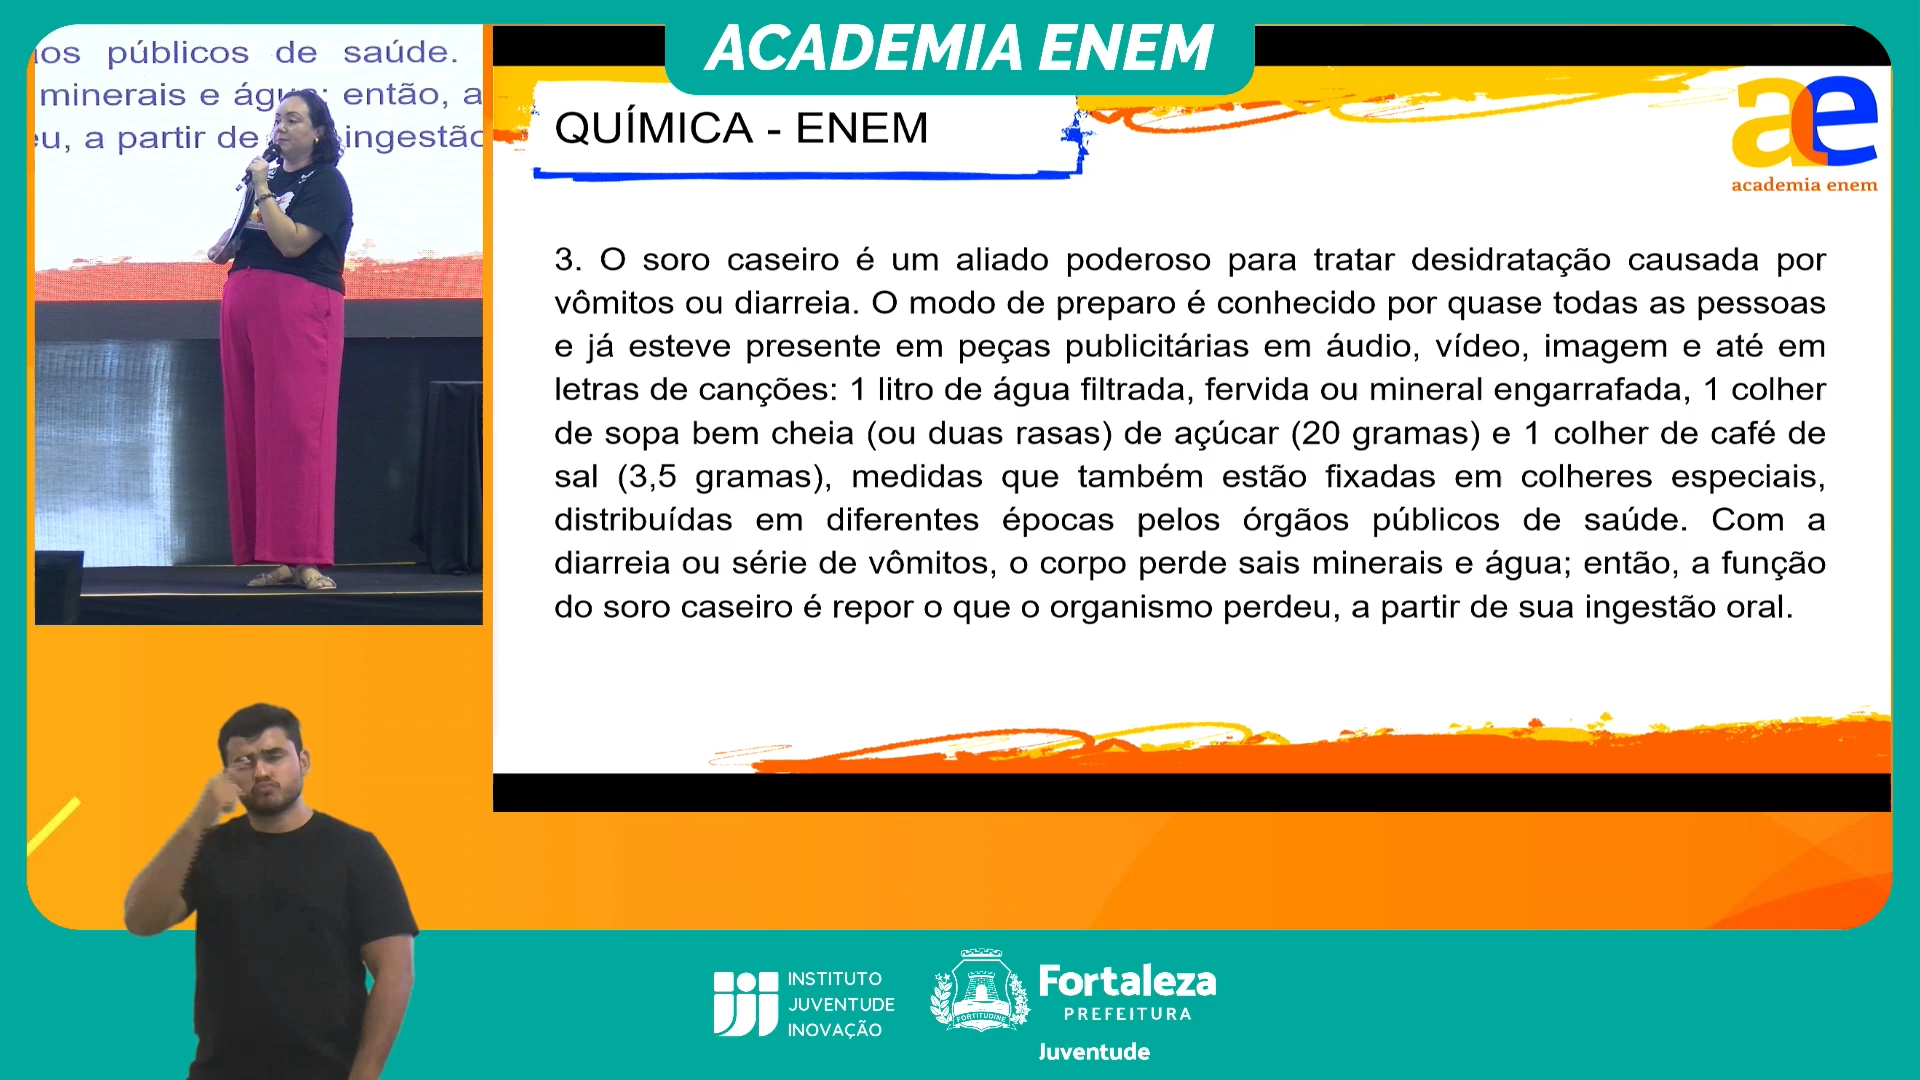 ACADEMIA ENEM
públicos de saúde.
minerais e água; então, a
a partir de ingestão
QUÍMICA - ENEM
ae
academia enem
3. O soro caseiro é um aliado poderoso para tratar desidratação causada por
vômitos ou diarreia. O modo de preparo é conhecido por quase todas as pessoas
e já esteve presente em peças publicitárias em áudio, vídeo, imagem e até em
letras de canções: 1 litro de água filtrada, fervida ou mineral engarrafada, 1 colher
de sopa bem cheia (ou duas rasas) de açúcar (20 gramas) e 1 colher de café de
sal (3,5 gramas), medidas que também estão fixadas em colheres especiais,
distribuídas em diferentes épocas pelos órgãos públicos de saúde. Com a
diarreia ou série de vômitos, o corpo perde sais minerais e água; então, a função
do soro caseiro é repor o que o organismo perdeu, a partir de sua ingestão oral.
INSTITUTO
JUVENTUDE
INOVAÇÃO
FORTITUDINE
Fortaleza
PREFEITURA
Juventude